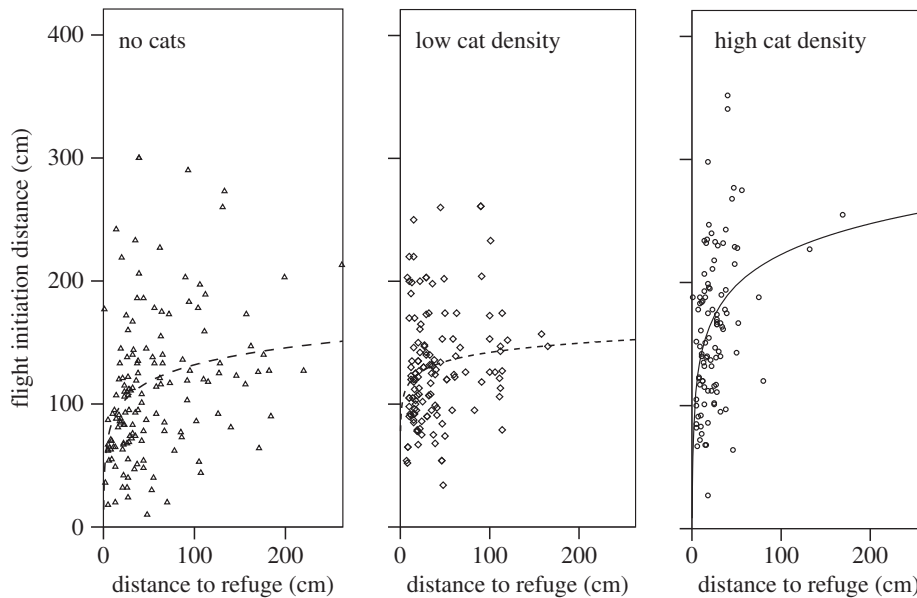 no cats
low cat density
high cat density
flight initiation distance (cm)
400
300
200
100
0
0 100 200
0 100 200
0 100 200
distance to refuge (cm)
distance to refuge (cm)
distance to refuge (cm)